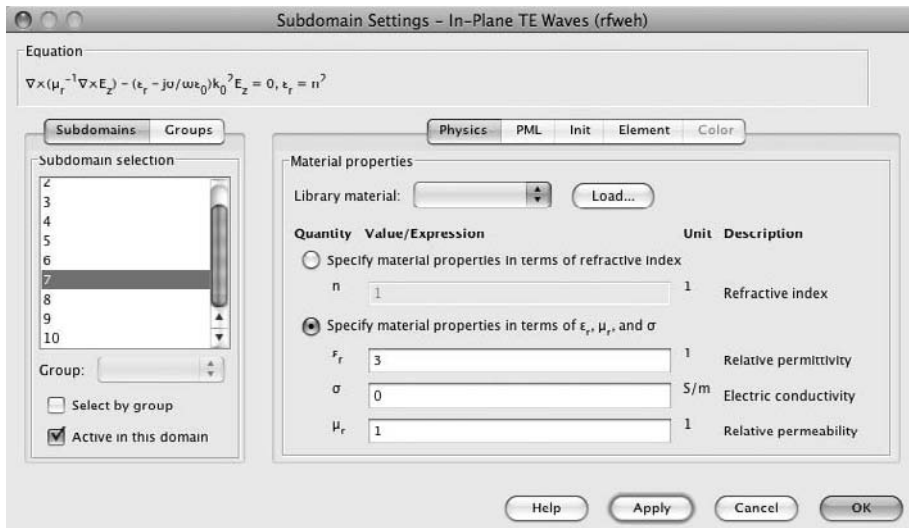 Subdomain Settings – In-Plane TE Waves (rfweh)
Equation
∇×(μr⁻¹∇×Ez) − (εr − jσ/ωε0)k0²Ez = 0, εr = n²
Subdomains Groups
Subdomain selection
2
3
4
5
6
7
8
9
10
Group:
Select by group
Active in this domain
Physics PML Init Element Color
Material properties
Library material: Load...
Quantity Value/Expression Unit Description
Specify material properties in terms of refractive index
n 1 1 Refractive index
Specify material properties in terms of εr, μr, and σ
εr 3 1 Relative permittivity
σ 0 S/m Electric conductivity
μr 1 1 Relative permeability
Help Apply Cancel OK